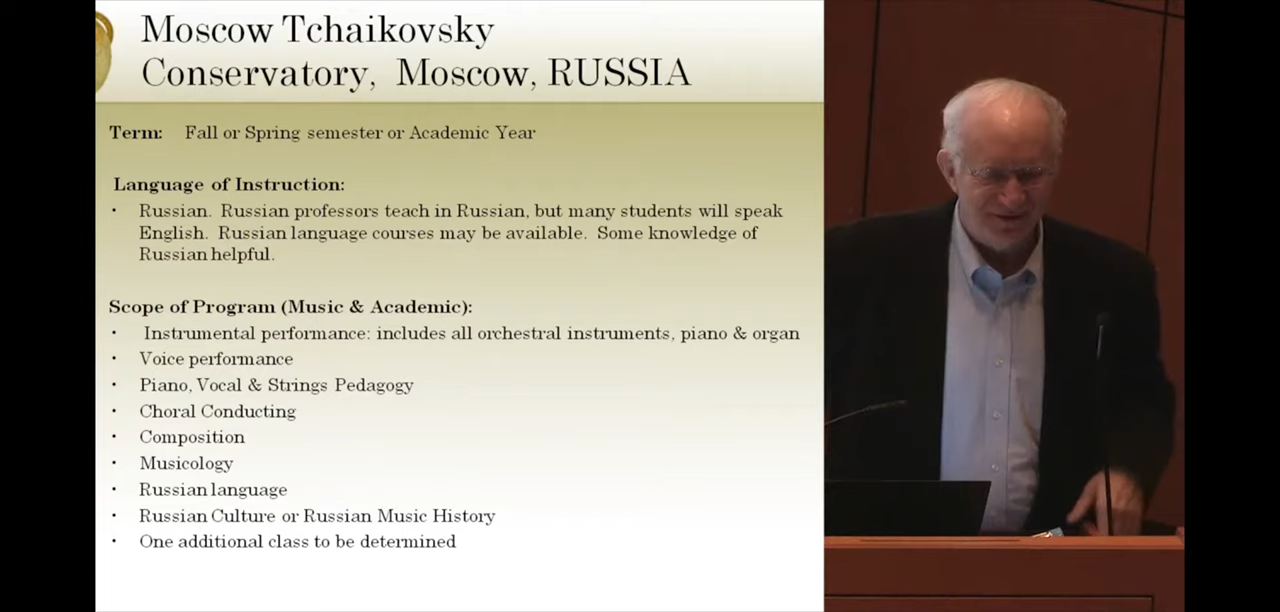 Moscow Tchaikovsky
Conservatory, Moscow, RUSSIA
Term: Fall or Spring semester or Academic Year
Language of Instruction:
· Russian. Russian professors teach in Russian, but many students will speak
English. Russian language courses may be available. Some knowledge of
Russian helpful.
Scope of Program (Music & Academic):
· Instrumental performance: includes all orchestral instruments, piano & organ
· Voice performance
· Piano, Vocal & Strings Pedagogy
· Choral Conducting
· Composition
· Musicology
· Russian language
· Russian Culture or Russian Music History
· One additional class to be determined